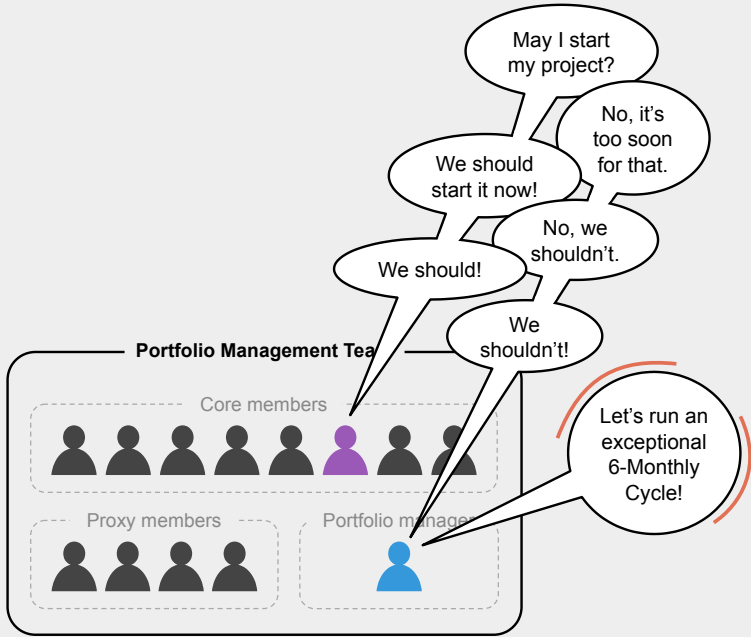 May I start
my project?
No, it's
too soon
for that.
We should
start it now!
No, we
shouldn't.
We should!
We
shouldn't!
Portfolio Management Tea
Core members
Let's run an
exceptional
6-Monthly
Cycle!
Proxy members
Portfolio manager